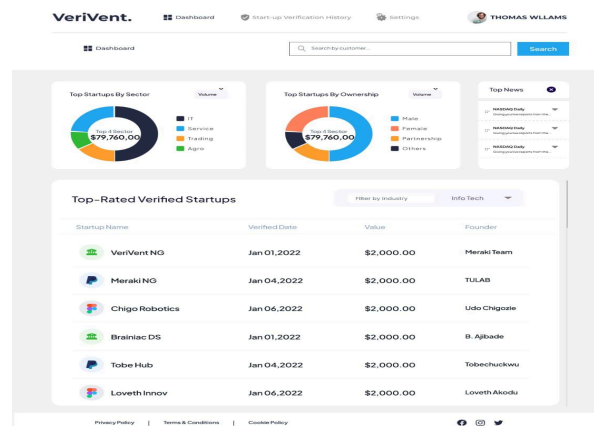 VeriVent.
Dashboard
Start-up Verification History
Settings
THOMAS WLLAMS
Dashboard
Search by customer...
Search
Top Startups By Sector
Volume
Top 4 Sector
$79,760,00
IT
Service
Trading
Agro
Top Startups By Ownership
Volume
Top 4 Sector
$79,760,00
Male
Female
Partnership
Others
Top News
NASDAQ Daily
NASDAQ Daily
NASDAQ Daily
Top-Rated Verified Startups
Filter by Industry
Info Tech
Startup Name Verified Date Value Founder
VeriVent NG Jan 01,2022 $2,000.00 Meraki Team
Meraki NG Jan 04,2022 $2,000.00 TULAB
Chigo Robotics Jan 06,2022 $2,000.00 Udo Chigozie
Brainiac DS Jan 01,2022 $2,000.00 B. Ajibade
Tobe Hub Jan 04,2022 $2,000.00 Tobechuckwu
Loveth Innov Jan 06,2022 $2,000.00 Loveth Akodu
Privacy Policy | Terms & Conditions | Cookie Policy